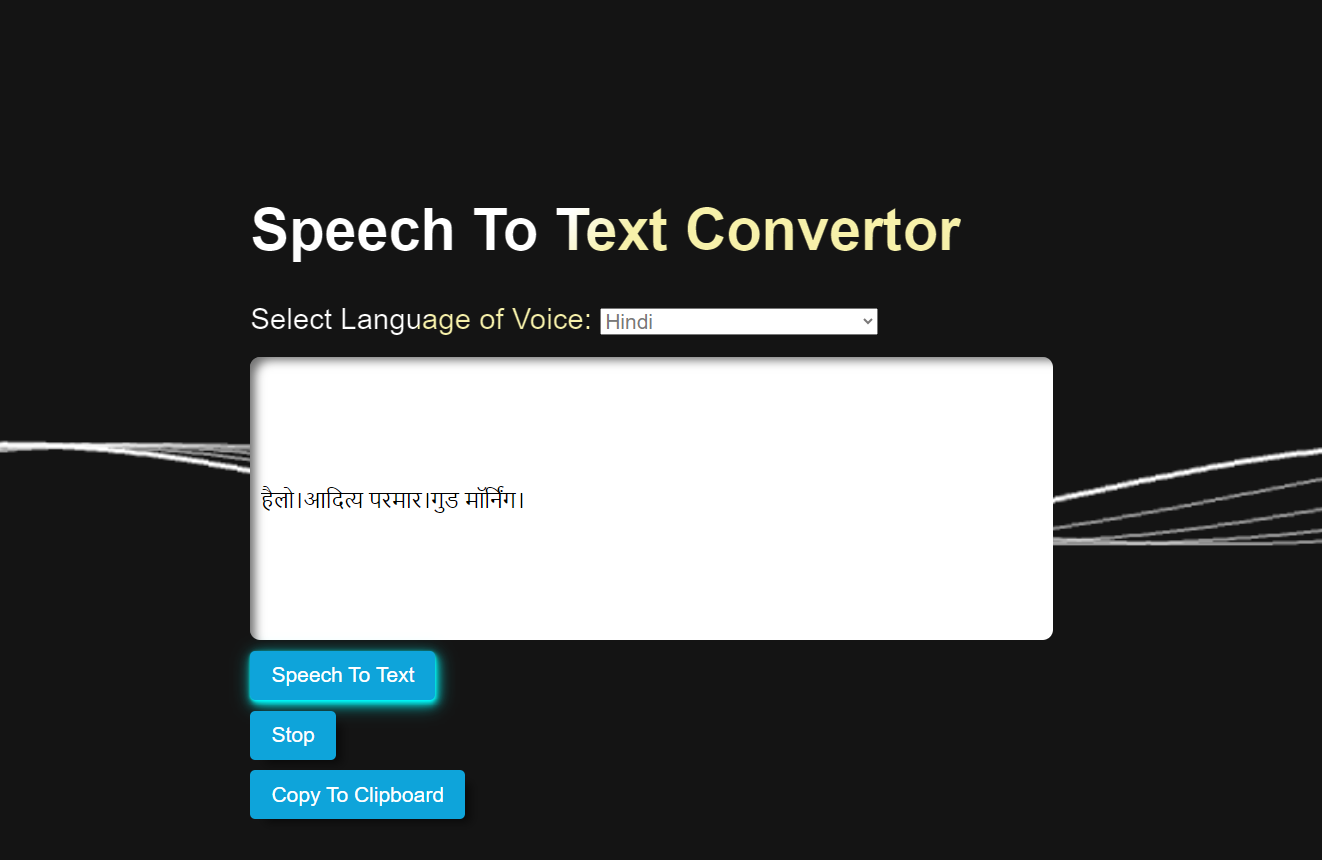 Speech To Text Convertor
Select Language of Voice: Hindi
हैलो।आदित्य परमार।गुड मॉर्निंग।
Speech To Text
Stop
Copy To Clipboard